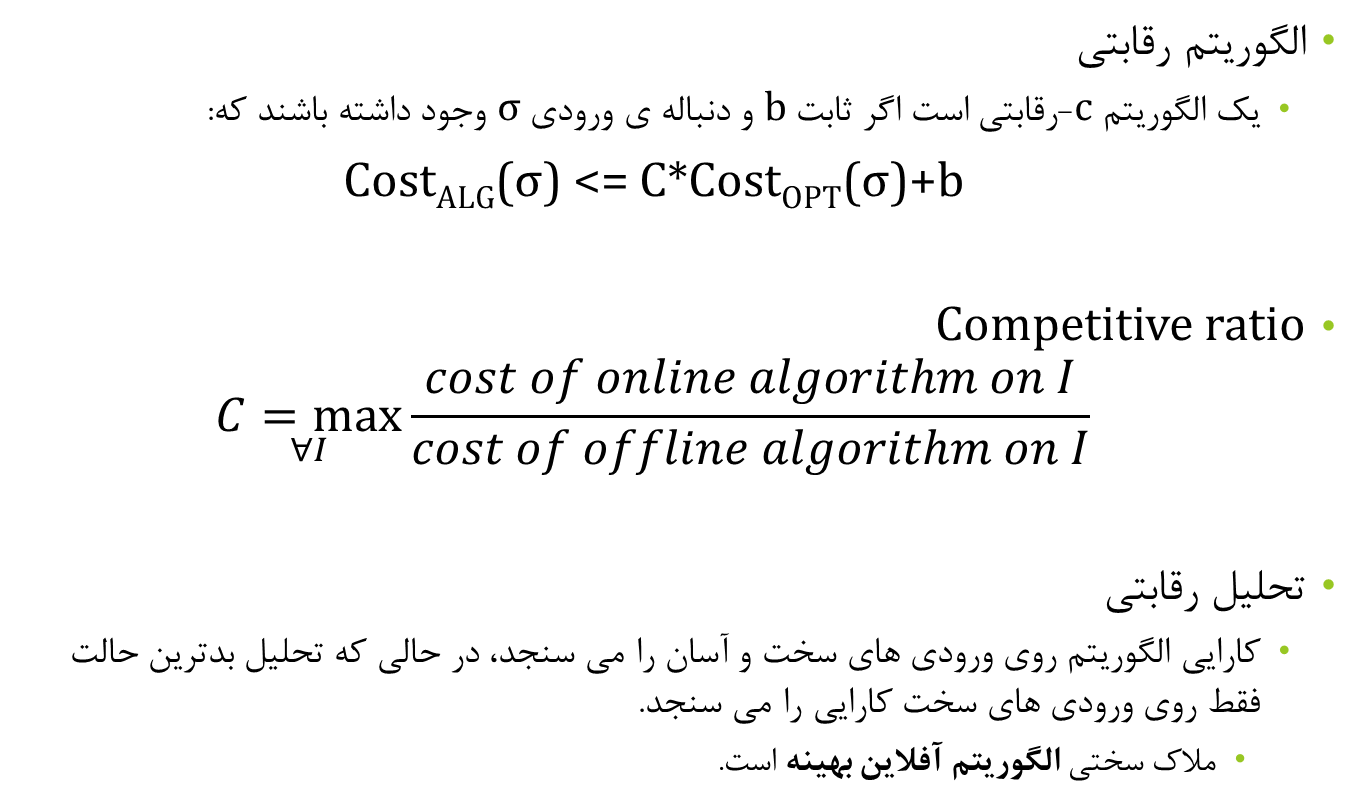 • الگوریتم رقابتی
• یک الگوریتم c-رقابتی است اگر ثابت b و دنباله ی ورودی σ وجود داشته باشند که:
Cost_ALG(σ) <= C*Cost_OPT(σ)+b
• Competitive ratio
cost of online algorithm on I
C = max
∀I
cost of offline algorithm on I
• تحلیل رقابتی
• کارایی الگوریتم روی ورودی های سخت و آسان را می سنجد، در حالی که تحلیل بدترین حالت
فقط روی ورودی های سخت کارایی را می سنجد.
• ملاک سختی الگوریتم آفلاین بهینه است.